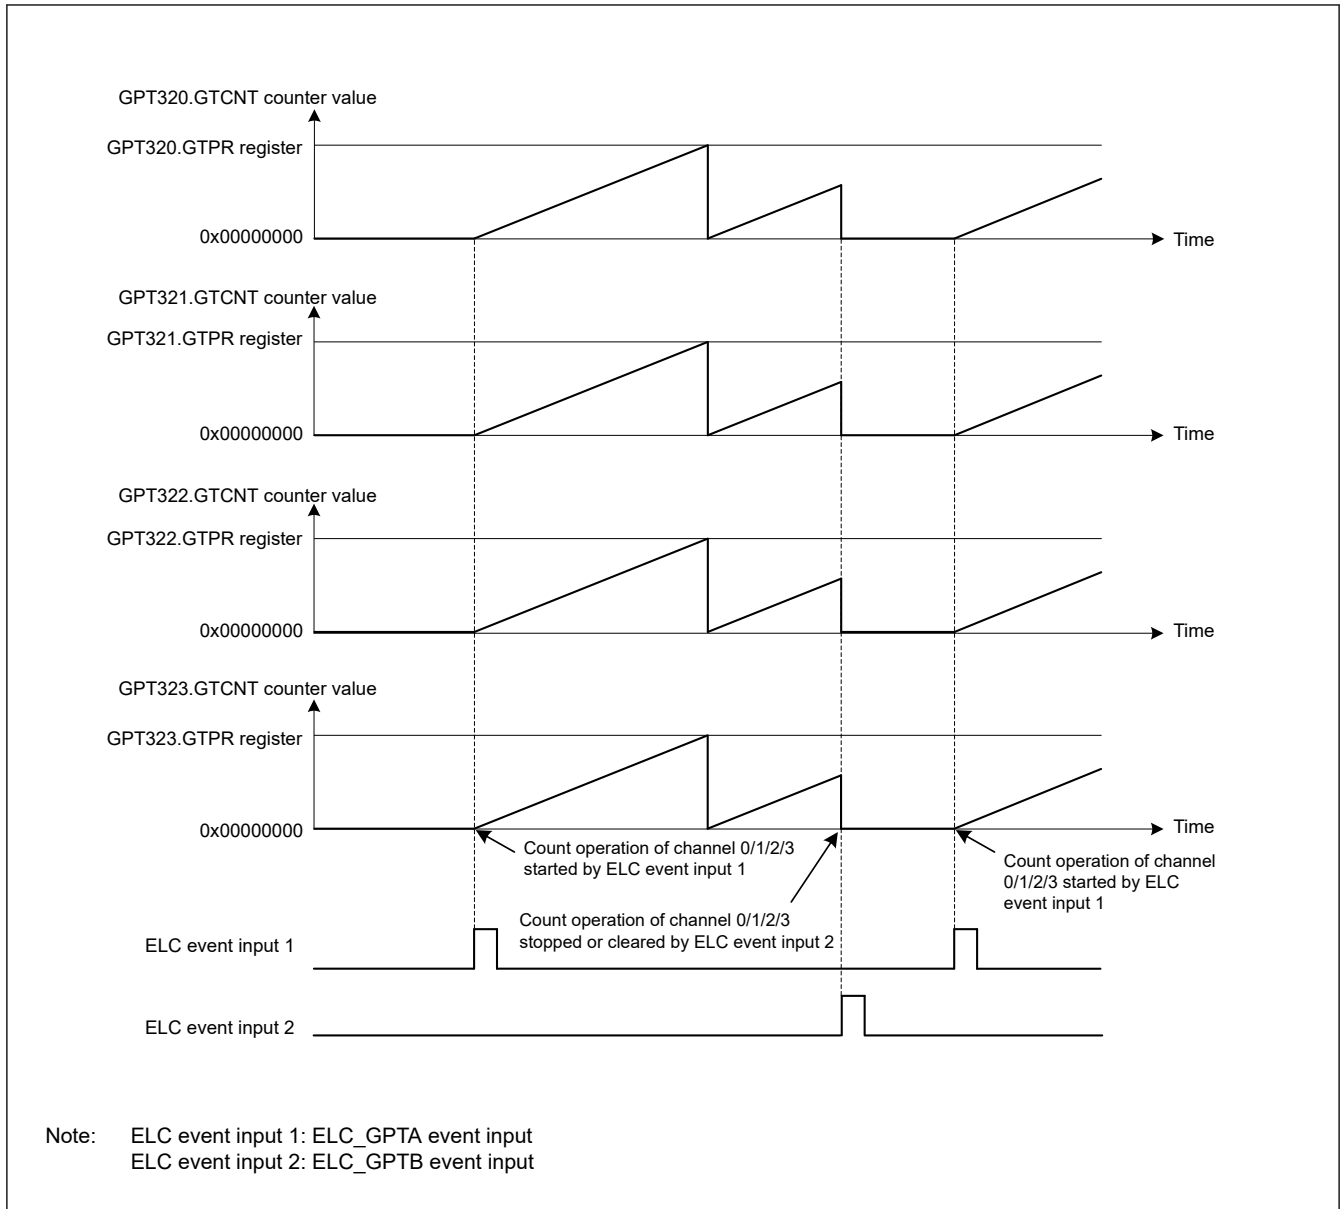 GPT320.GTCNT counter value
GPT320.GTPR register
0x00000000
Time
GPT321.GTCNT counter value
GPT321.GTPR register
0x00000000
Time
GPT322.GTCNT counter value
GPT322.GTPR register
0x00000000
Time
GPT323.GTCNT counter value
GPT323.GTPR register
0x00000000
Time
Count operation of channel 0/1/2/3
started by ELC event input 1
Count operation of channel
0/1/2/3 started by ELC
event input 1
Count operation of channel 0/1/2/3
stopped or cleared by ELC event input 2
ELC event input 1
ELC event input 2
Note: ELC event input 1: ELC_GPTA event input
ELC event input 2: ELC_GPTB event input